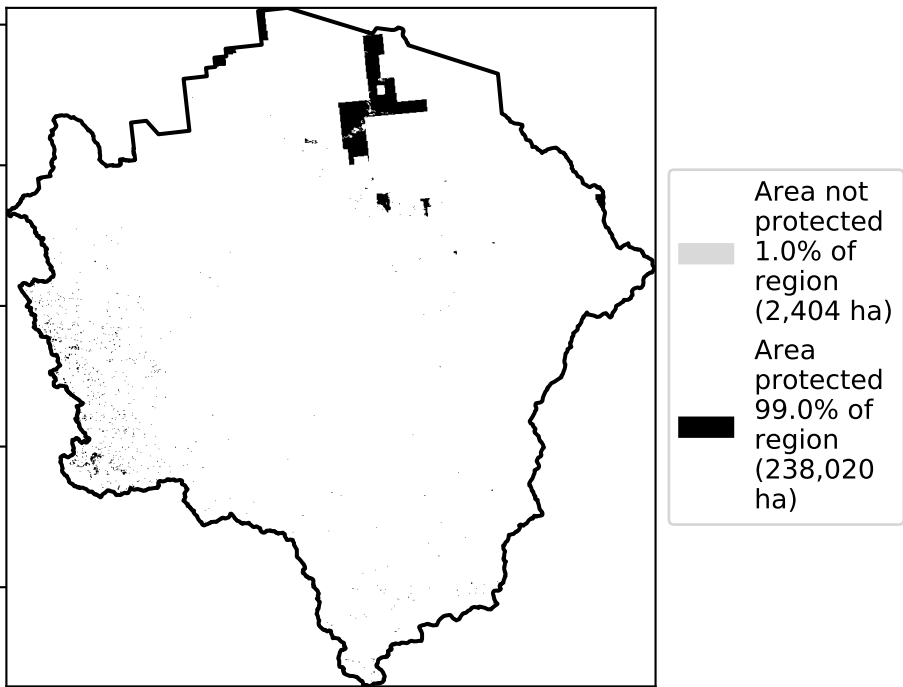 Area not
protected
1.0% of
region
(2,404 ha)
Area
protected
99.0% of
region
(238,020
ha)